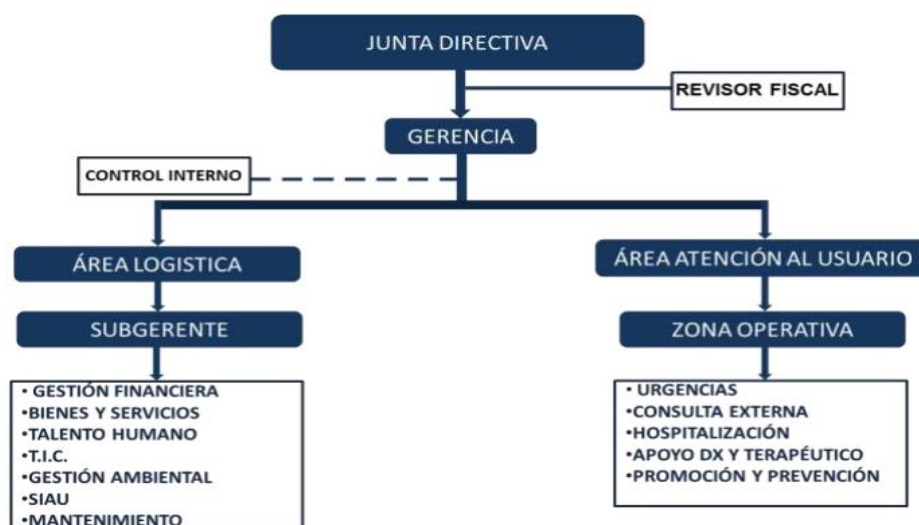 JUNTA DIRECTIVA
REVISOR FISCAL
GERENCIA
CONTROL INTERNO
ÁREA LOGISTICA
ÁREA ATENCIÓN AL USUARIO
SUBGERENTE
ZONA OPERATIVA
• GESTIÓN FINANCIERA
•BIENES Y SERVICIOS
•TALENTO HUMANO
•T.I.C.
•GESTIÓN AMBIENTAL
•SIAU
•MANTENIMIENTO
• URGENCIAS
•CONSULTA EXTERNA
•HOSPITALIZACIÓN
•APOYO DX Y TERAPÉUTICO
•PROMOCIÓN Y PREVENCIÓN